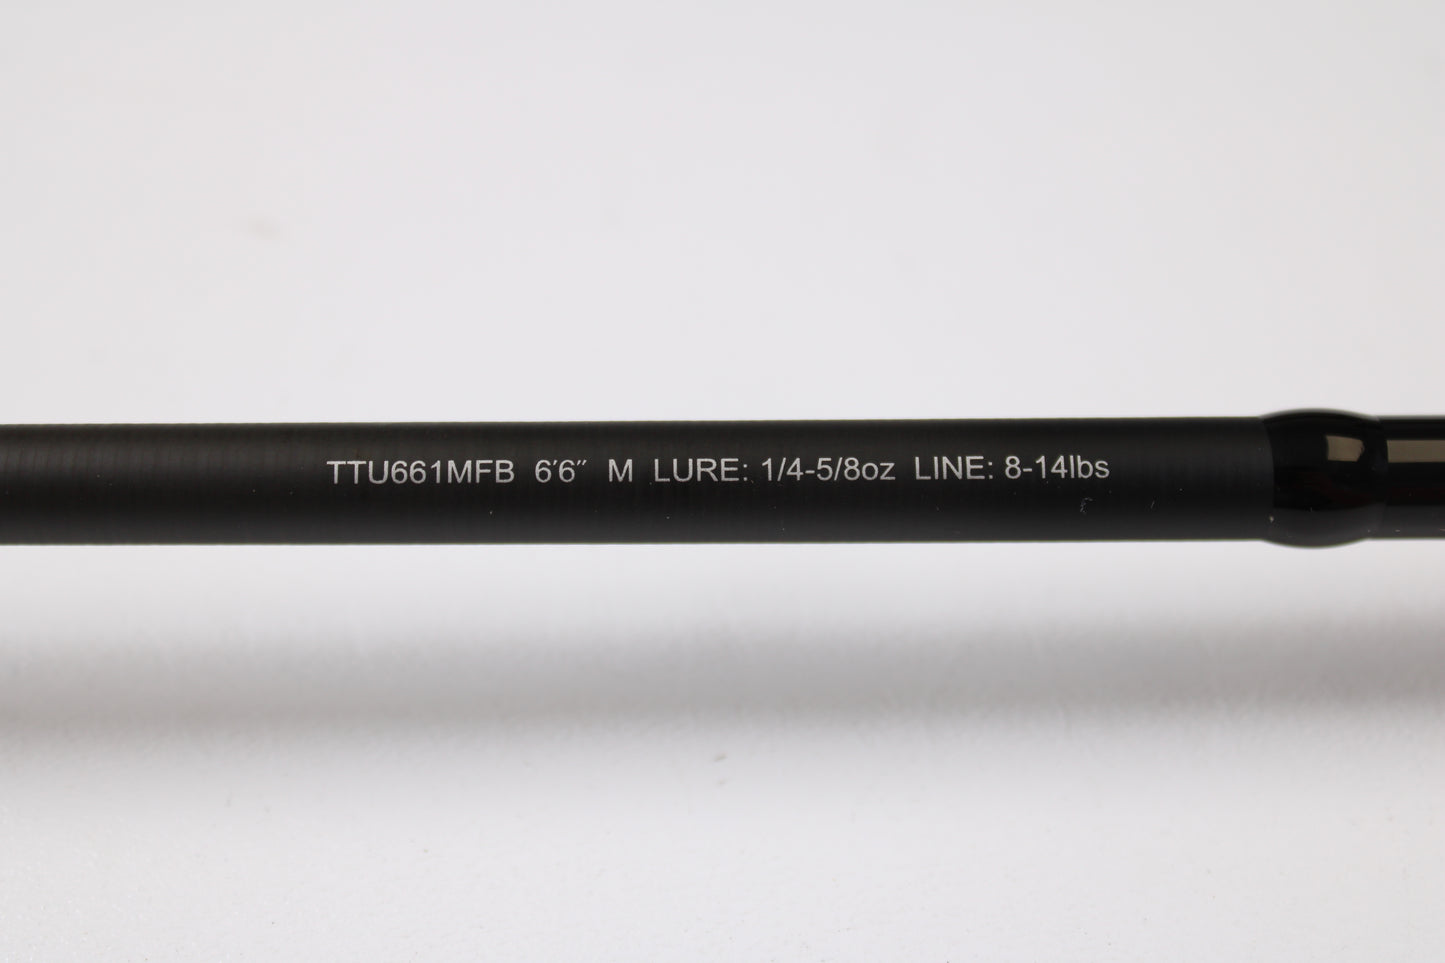 TTU661MFB 6'6" M LURE: 1/4-5/8oz LINE: 8-14lbs